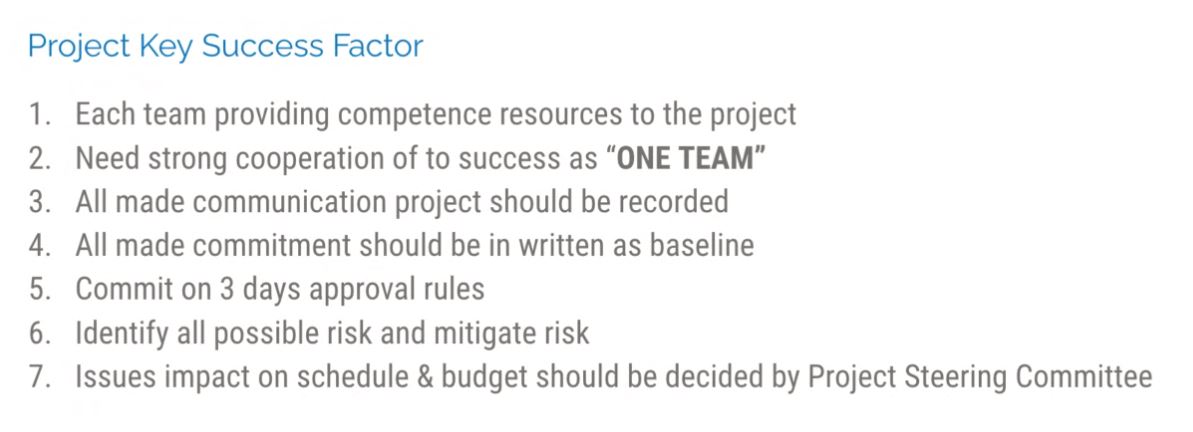 Project Key Success Factor
1. Each team providing competence resources to the project
2. Need strong cooperation of to success as “ONE TEAM”
3. All made communication project should be recorded
4. All made commitment should be in written as baseline
5. Commit on 3 days approval rules
6. Identify all possible risk and mitigate risk
7. Issues impact on schedule & budget should be decided by Project Steering Committee